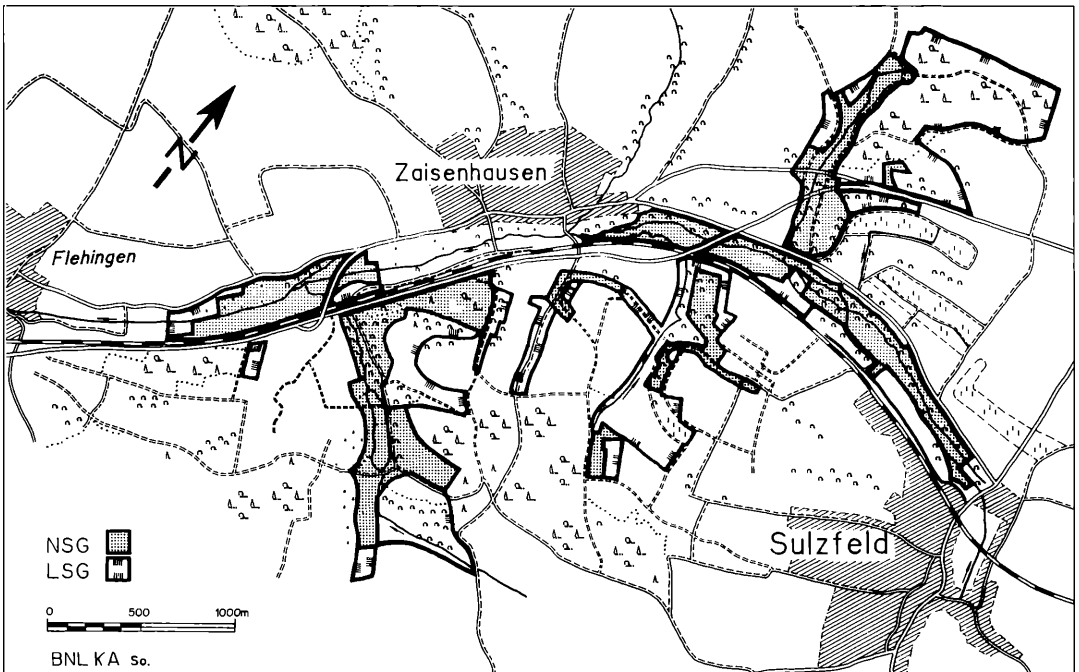 Zaisenhausen
Flehingen
N
Sulzfeld
NSG
LSG
0 500 1000m
BNL KA So.